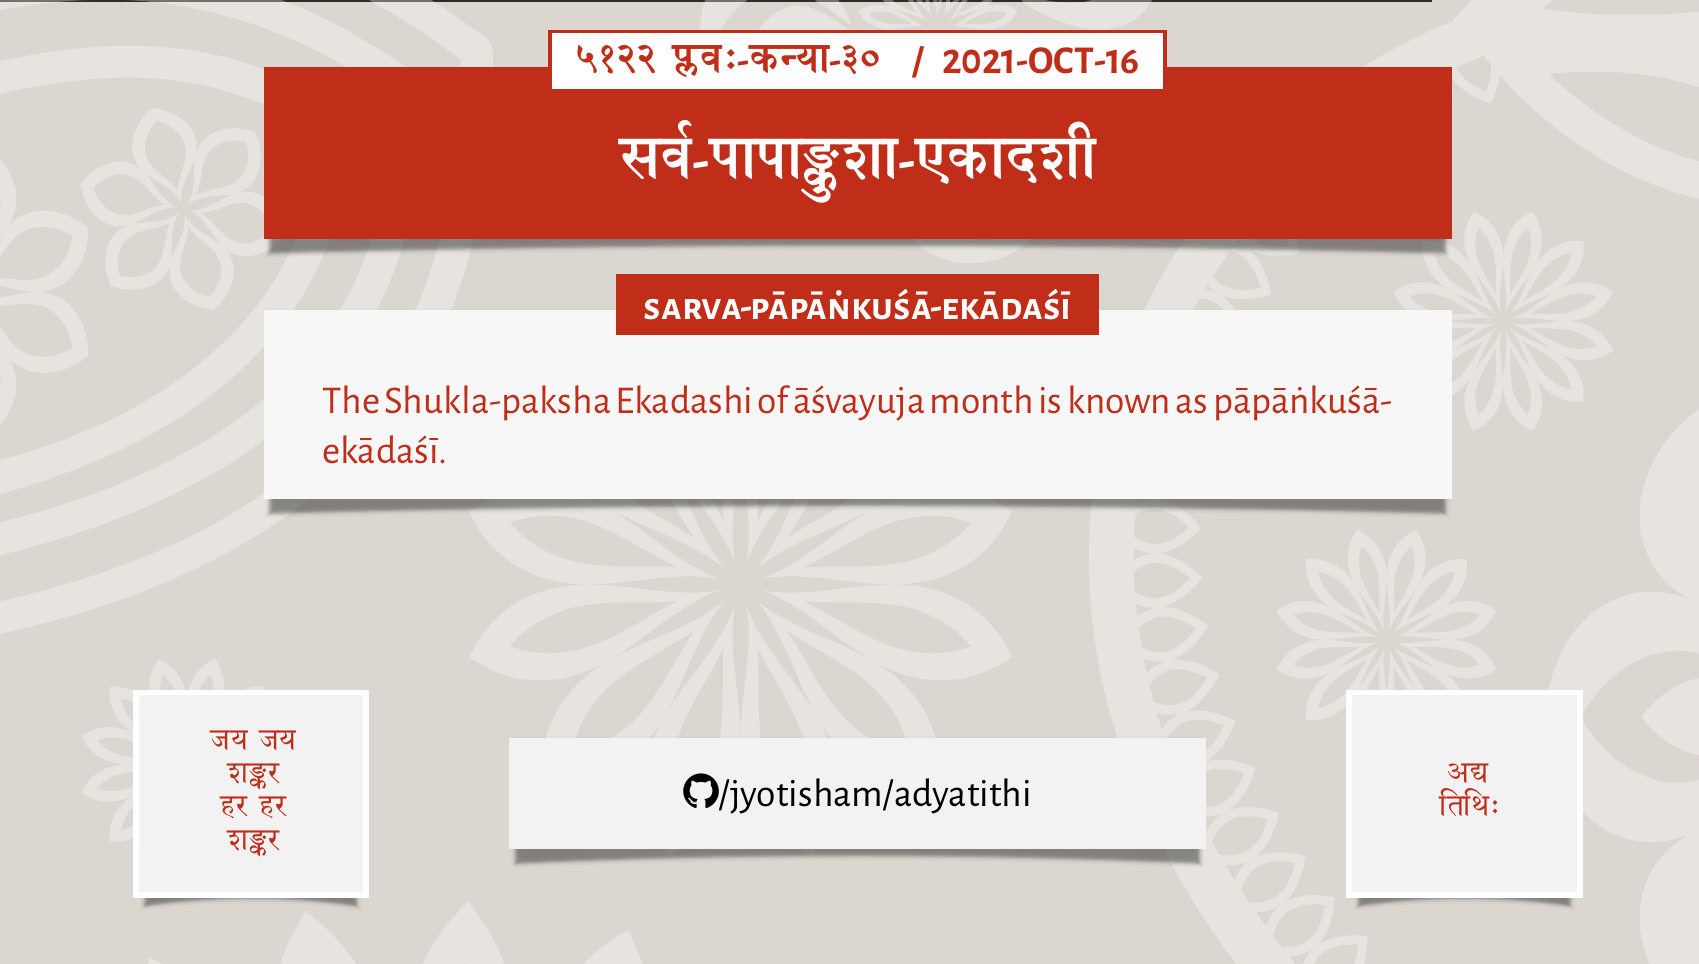 ५१२२ प्लवः-कन्या-३० / 2021-OCT-16
सर्व-पापाङ्कुशा-एकादशी
SARVA-PĀPĀṄKUŚĀ-EKĀDAŚĪ
The Shukla-paksha Ekadashi of āśvayuja month is known as pāpāṅkuśā-
ekādaśī.
जय जय
शङ्कर
हर हर
शङ्कर
/jyotisham/adyatithi
अद्य
तिथिः